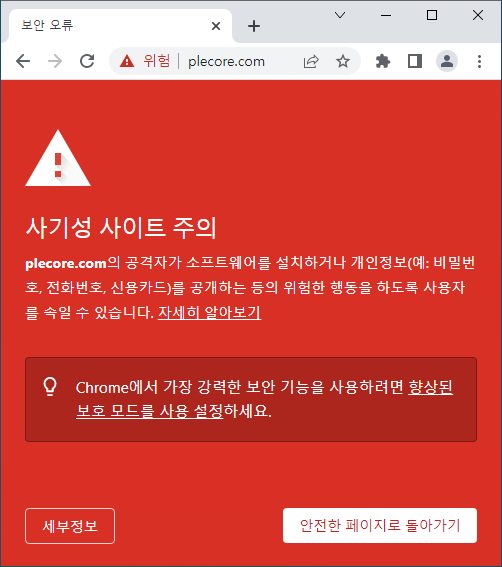 보안 오류
위험
plecore.com
사기성 사이트 주의
plecore.com의 공격자가 소프트웨어를 설치하거나 개인정보(예: 비밀번
호, 전화번호, 신용카드)를 공개하는 등의 위험한 행동을 하도록 사용자
를 속일 수 있습니다. 자세히 알아보기
Chrome에서 가장 강력한 보안 기능을 사용하려면 향상된
보호 모드를 사용 설정하세요.
세부정보
안전한 페이지로 돌아가기